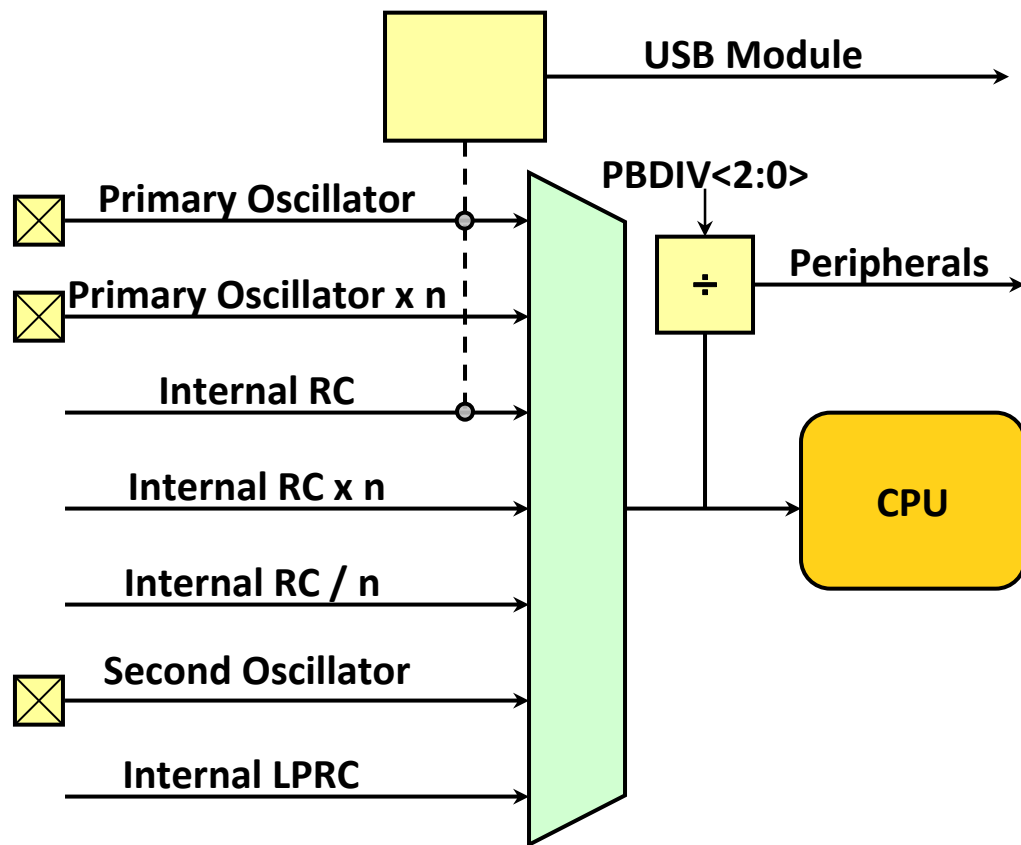 USB Module
PBDIV<2:0>
Primary Oscillator
÷
Peripherals
Primary Oscillator x n
Internal RC
Internal RC x n
CPU
Internal RC / n
Second Oscillator
Internal LPRC